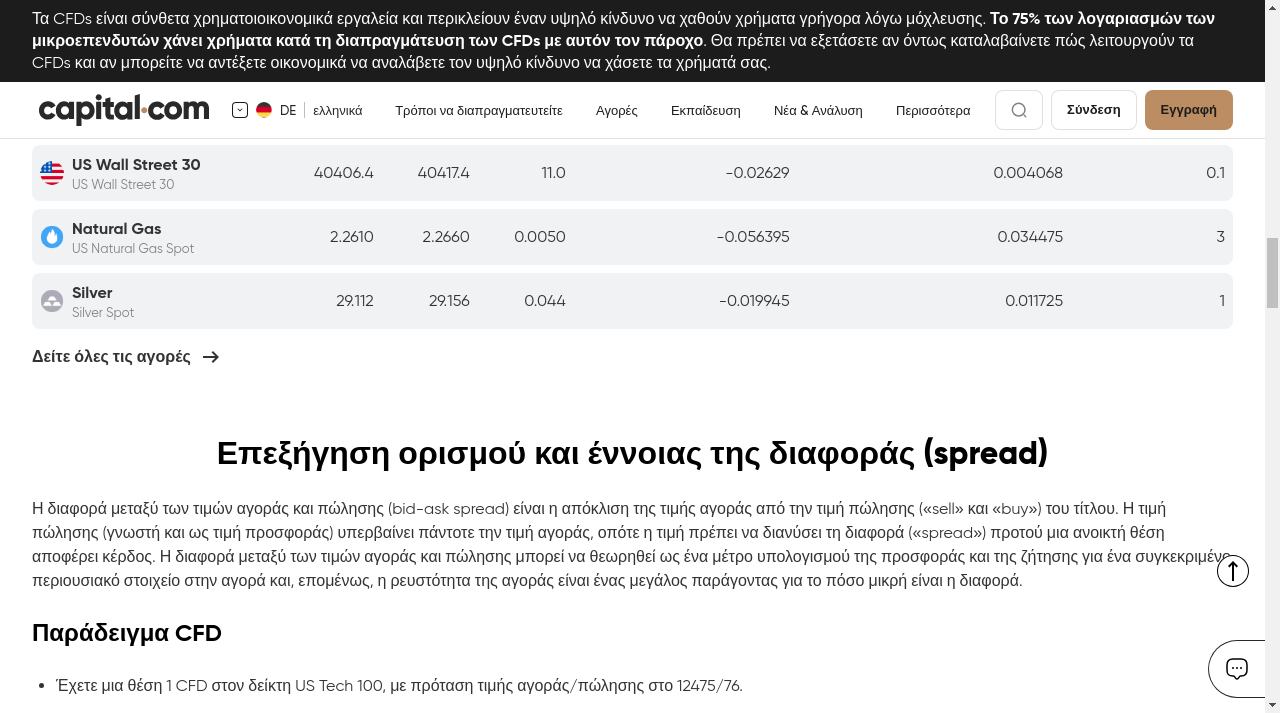 Τα CFDs είναι σύνθετα χρηματοιοικονομικά εργαλεία και περικλείουν έναν υψηλό κίνδυνο να χαθούν χρήματα γρήγορα λόγω μόχλευσης. Το 75% των λογαριασμών των
μικροεπενδυτών χάνει χρήματα κατά τη διαπραγμάτευση των CFDs με αυτόν τον πάροχο. Θα πρέπει να εξετάσετε αν όντως καταλαβαίνετε πώς λειτουργούν τα
CFDs και αν μπορείτε να αντέξετε οικονομικά να αναλάβετε τον υψηλό κίνδυνο να χάσετε τα χρήματά σας.
capital.com DE ελληνικά Τρόποι να διαπραγματευτείτε Αγορές Εκπαίδευση Νέα & Ανάλυση Περισσότερα Σύνδεση Εγγραφή
US Wall Street 30 40406.4 40417.4 11.0 -0.02629 0.004068 0.1
US Wall Street 30
Natural Gas 2.2610 2.2660 0.0050 -0.056395 0.034475 3
US Natural Gas Spot
Silver 29.112 29.156 0.044 -0.019945 0.011725 1
Silver Spot
Δείτε όλες τις αγορές
Επεξήγηση ορισμού και έννοιας της διαφοράς (spread)
Η διαφορά μεταξύ των τιμών αγοράς και πώλησης (bid-ask spread) είναι η απόκλιση της τιμής αγοράς από την τιμή πώλησης («sell» και «buy») του τίτλου. Η τιμή
πώλησης (γνωστή και ως τιμή προσφοράς) υπερβαίνει πάντοτε την τιμή αγοράς, οπότε η τιμή πρέπει να διανύσει τη διαφορά («spread») προτού μια ανοικτή θέση
αποφέρει κέρδος. Η διαφορά μεταξύ των τιμών αγοράς και πώλησης μπορεί να θεωρηθεί ως ένα μέτρο υπολογισμού της προσφοράς και της ζήτησης για ένα συγκεκριμένο
περιουσιακό στοιχείο στην αγορά και, επομένως, η ρευστότητα της αγοράς είναι ένας μεγάλος παράγοντας για το πόσο μικρή είναι η διαφορά.
Παράδειγμα CFD
• Έχετε μια θέση 1 CFD στον δείκτη US Tech 100, με πρόταση τιμής αγοράς/πώλησης στο 12475/76.